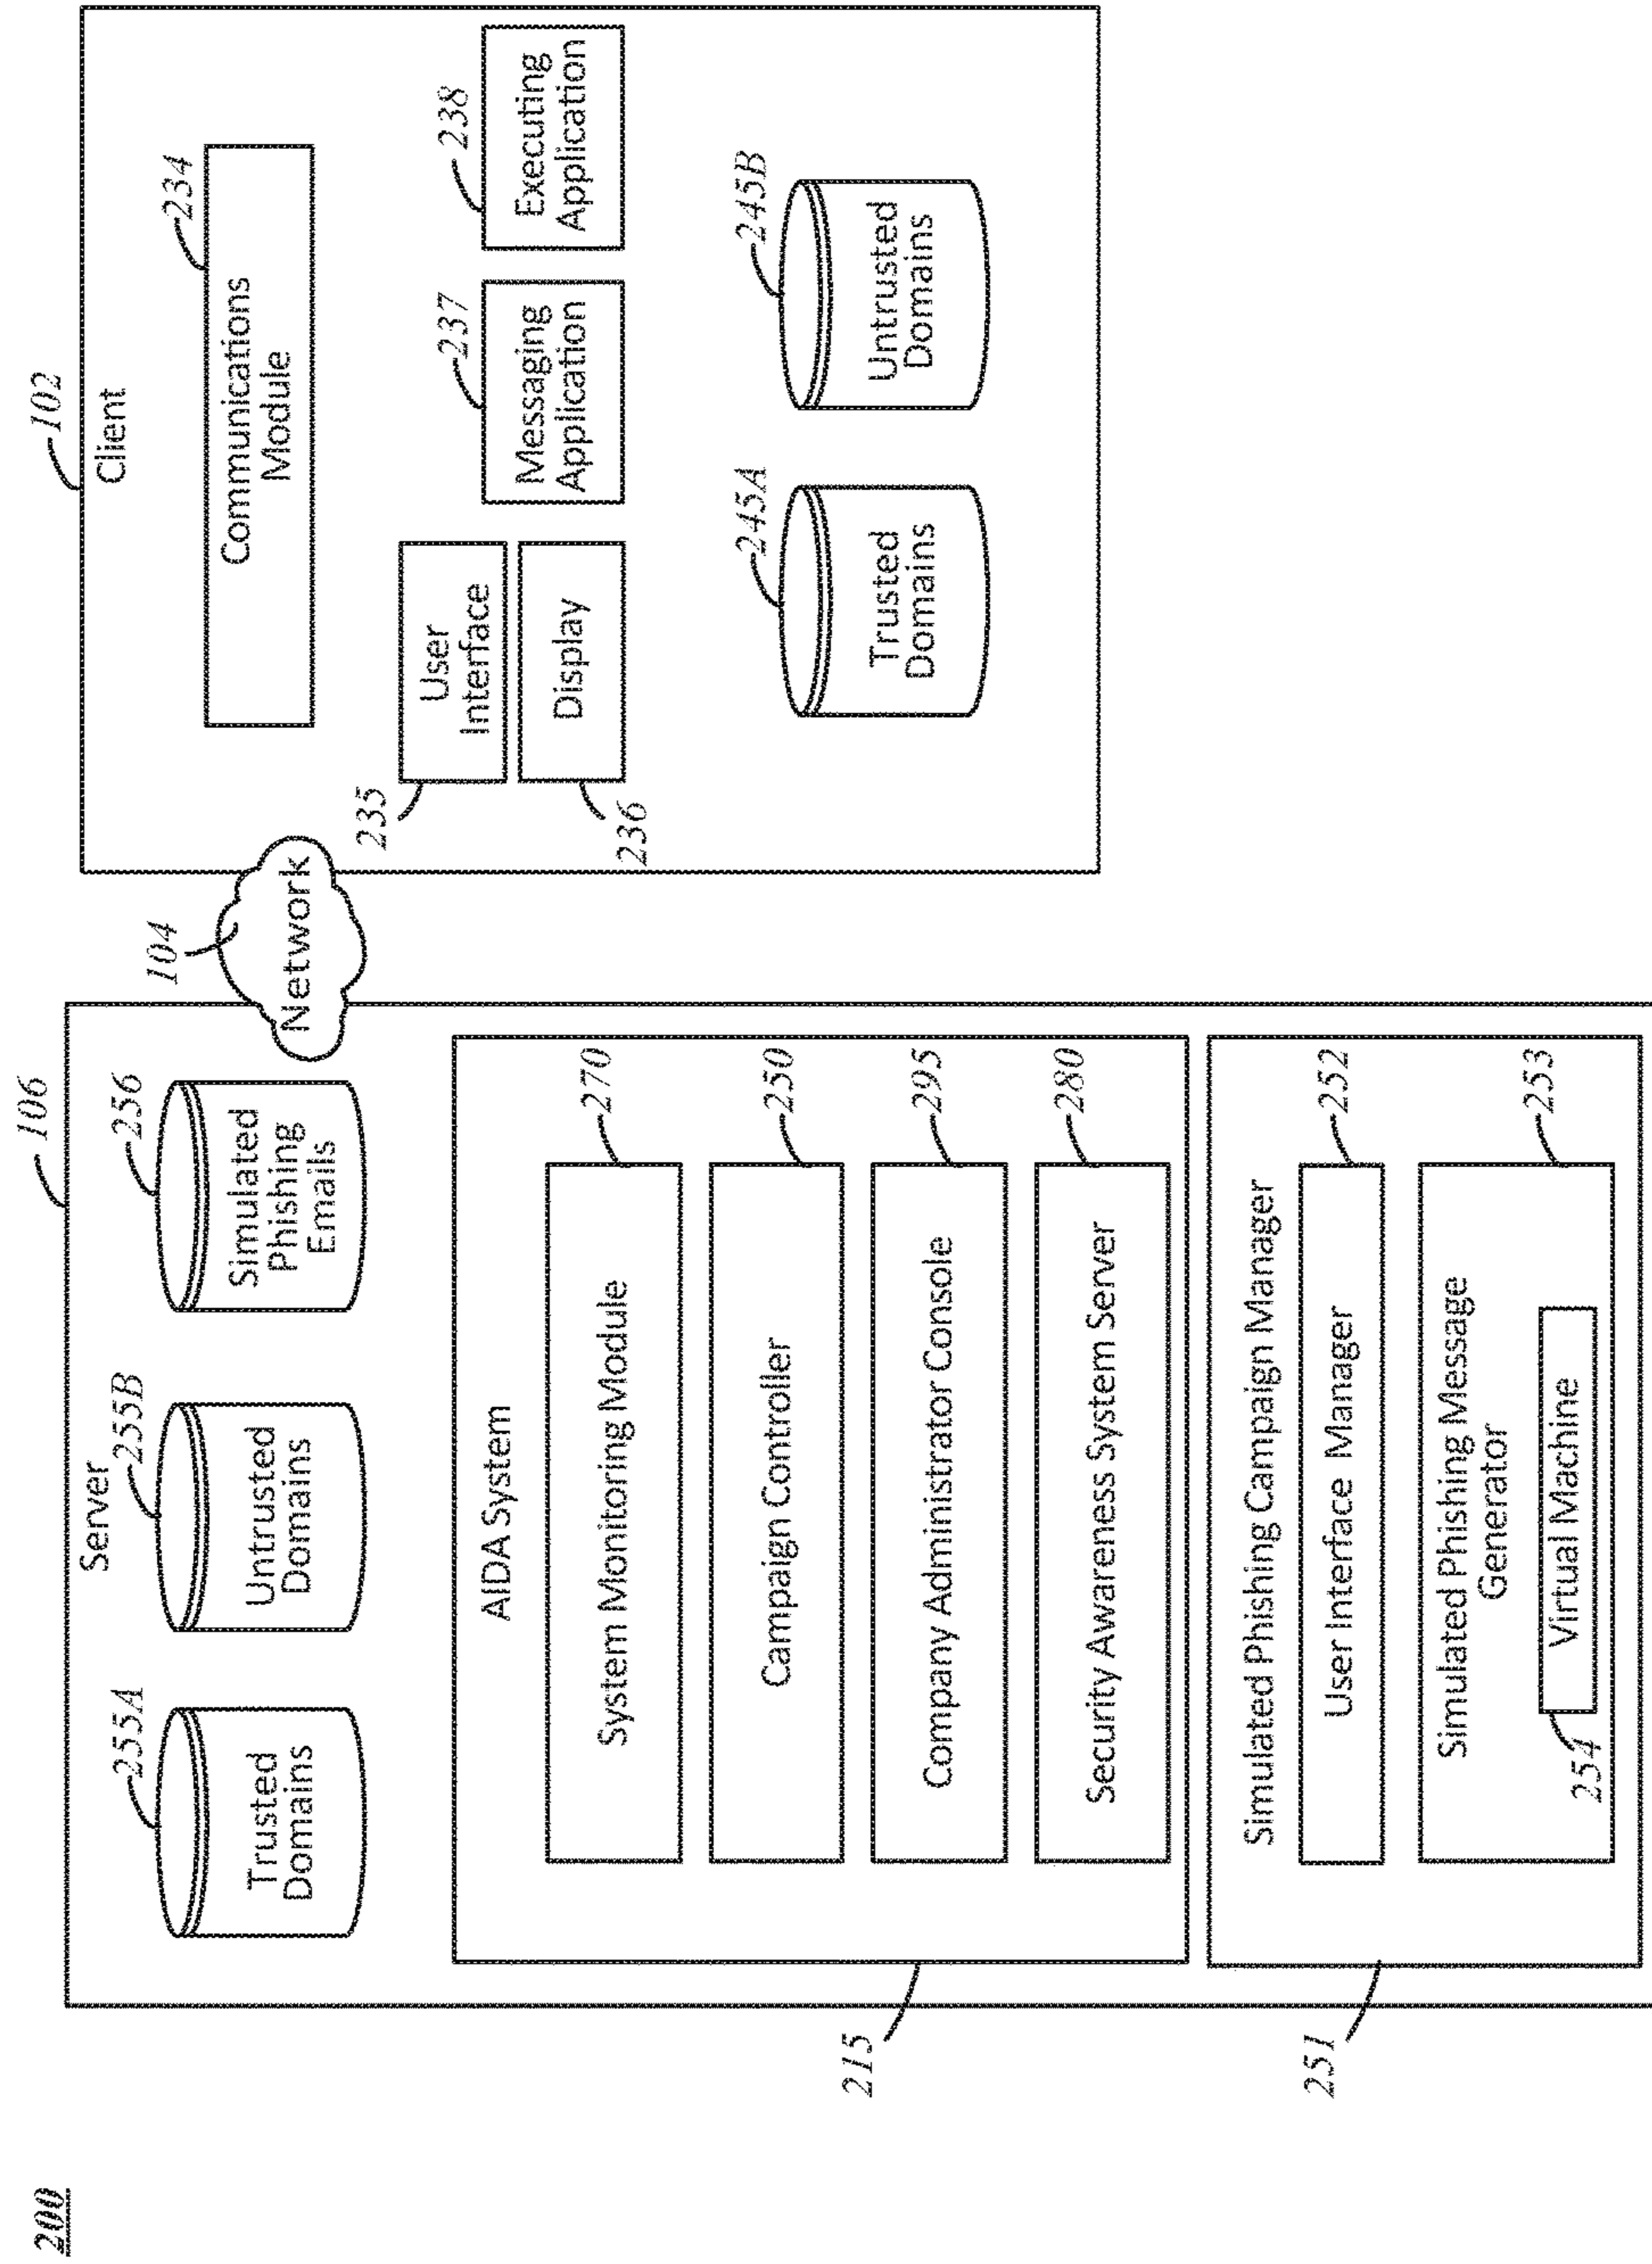 200
106
Server
255A
Trusted
Domains
255B
Untrusted
Domains
256
Simulated
Phishing
Emails
AIDA System
System Monitoring Module
270
Campaign Controller
250
Company Administrator Console
295
Security Awareness System Server
280
215
Simulated Phishing Campaign Manager
User Interface Manager
252
Simulated Phishing Message
Generator
253
Virtual Machine
254
251
104
Network
102
Client
Communications
Module
234
235
User
Interface
Display
236
237
Messaging
Application
238
Executing
Application
245A
Trusted
Domains
245B
Untrusted
Domains